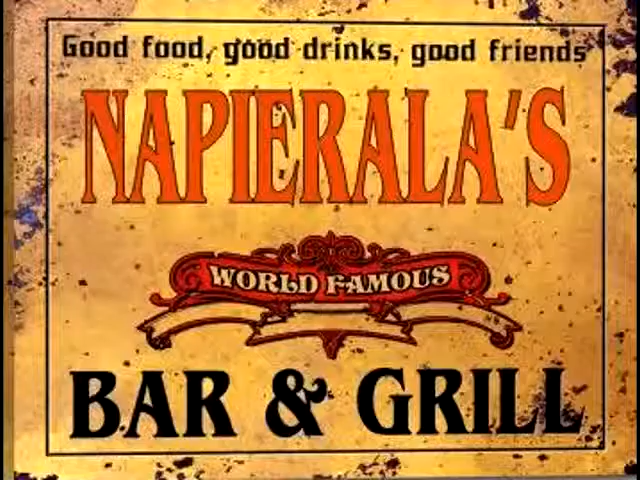 Good food, good drinks, good friends
NAPIERALA'S
WORLD FAMOUS
BAR & GRILL